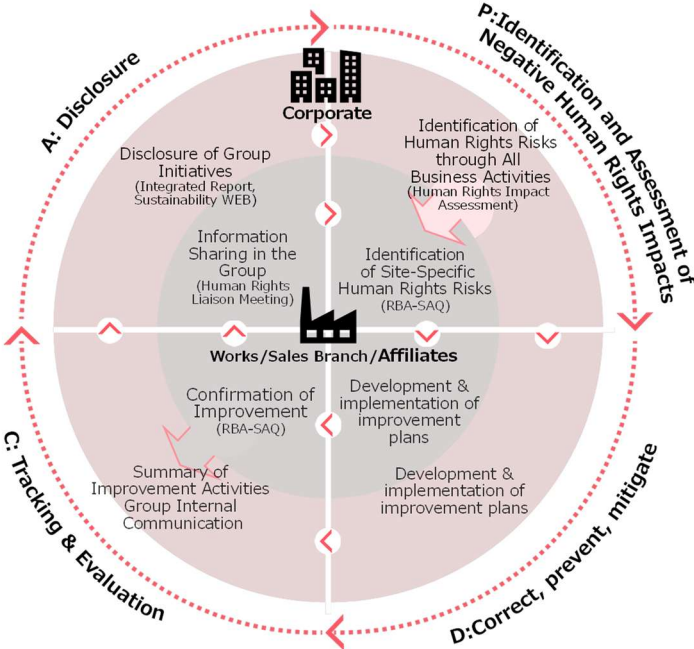 A: Disclosure
P:Identification and Assessment of
Negative Human Rights Impacts
Corporate
Disclosure of Group
Initiatives
(Integrated Report,
Sustainability WEB)
Identification of
Human Rights Risks
through All
Business Activities
(Human Rights Impact
Assessment)
Information
Sharing in the
Group
(Human Rights
Liaison Meeting)
Identification
of Site-Specific
Human Rights Risks
(RBA-SAQ)
Works/Sales Branch/Affiliates
Confirmation of
Improvement
(RBA-SAQ)
Development &
implementation of
improvement
plans
Summary of
Improvement Activities
Group Internal
Communication
Development &
implementation of
improvement plans
C: Tracking & Evaluation
D:Correct, prevent, mitigate